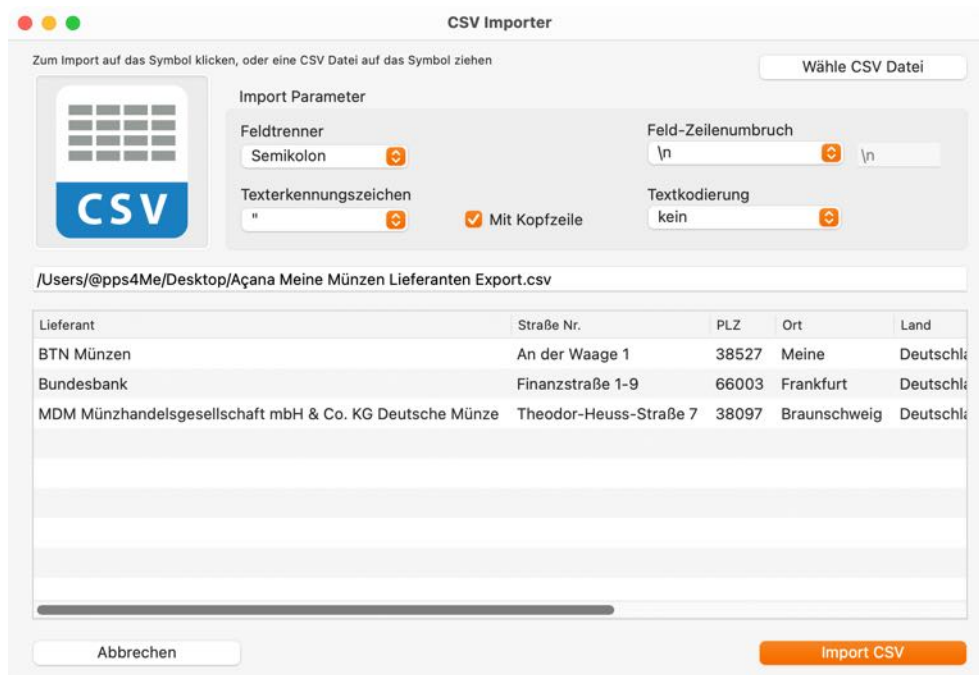 CSV Importer
Zum Import auf das Symbol klicken, oder eine CSV Datei auf das Symbol ziehen
Wähle CSV Datei
CSV
Import Parameter
Feldtrenner
Semikolon
Feld-Zeilenumbruch
\n
\n
Texterkennungszeichen
"
Mit Kopfzeile
Textkodierung
kein
/Users/@pps4Me/Desktop/Açana Meine Münzen Lieferanten Export.csv
Lieferant Straße Nr. PLZ Ort Land
BTN Münzen An der Waage 1 38527 Meine Deutschla
Bundesbank Finanzstraße 1-9 66003 Frankfurt Deutschla
MDM Münzhandelsgesellschaft mbH & Co. KG Deutsche Münze Theodor-Heuss-Straße 7 38097 Braunschweig Deutschla
Abbrechen
Import CSV